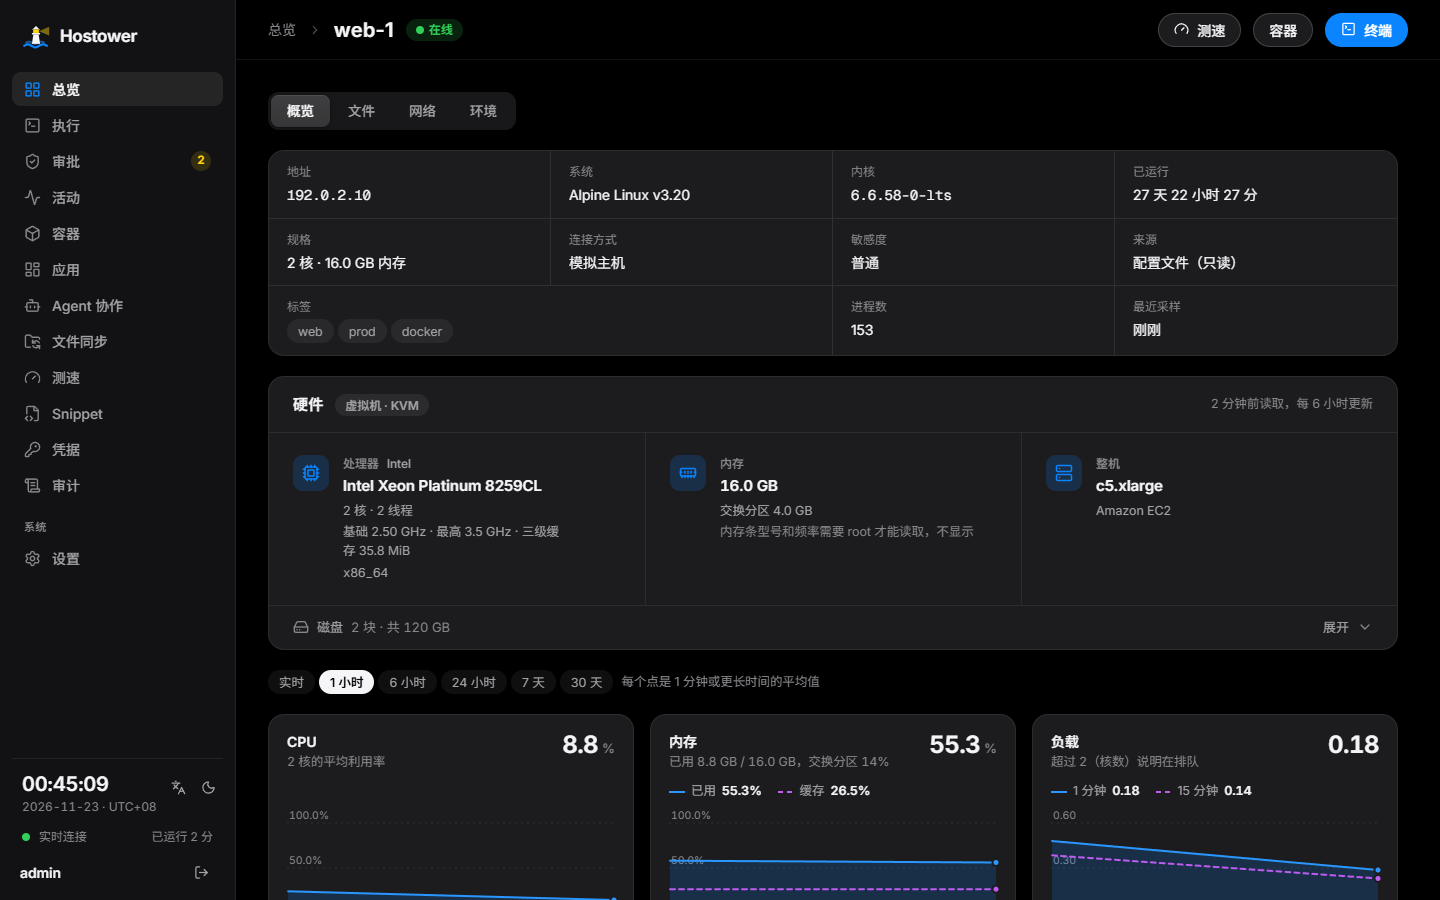 Hostower
总览
执行
审批
2
活动
容器
应用
Agent 协作
文件同步
测速
Snippet
凭据
审计
系统
设置
00:45:09
2026-11-23 · UTC+08
实时连接
已运行 2 分
admin
总览
web-1
在线
测速
容器
终端
概览
文件
网络
环境
地址
192.0.2.10
系统
Alpine Linux v3.20
内核
6.6.58-0-lts
已运行
27 天 22 小时 27 分
规格
2 核 · 16.0 GB 内存
连接方式
模拟主机
敏感度
普通
来源
配置文件（只读）
标签
web
prod
docker
进程数
153
最近采样
刚刚
硬件
虚拟机 · KVM
2 分钟前读取，每 6 小时更新
处理器 Intel
Intel Xeon Platinum 8259CL
2 核 · 2 线程
基础 2.50 GHz · 最高 3.5 GHz · 三级缓
存 35.8 MiB
x86_64
内存
16.0 GB
交换分区 4.0 GB
内存条型号和频率需要 root 才能读取，不显示
整机
c5.xlarge
Amazon EC2
磁盘 2 块 · 共 120 GB
展开
实时
1 小时
6 小时
24 小时
7 天
30 天
每个点是 1 分钟或更长时间的平均值
CPU
8.8 %
2 核的平均利用率
100.0%
50.0%
内存
55.3 %
已用 8.8 GB / 16.0 GB，交换分区 14%
已用 55.3%
缓存 26.5%
100.0%
50.0%
负载
0.18
超过 2（核数）说明在排队
1 分钟 0.18
15 分钟 0.14
0.60
0.30